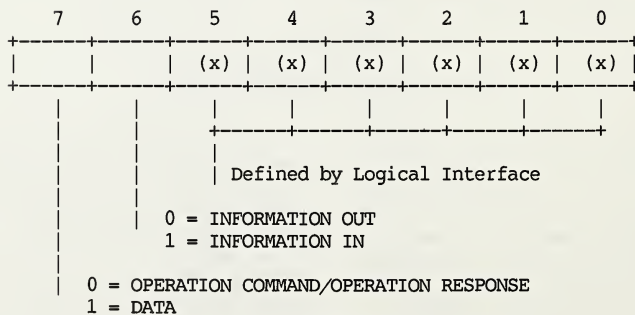 7 6 5 4 3 2 1 0
(x) (x) (x) (x) (x) (x)
Defined by Logical Interface
0 = INFORMATION OUT
1 = INFORMATION IN
0 = OPERATION COMMAND/OPERATION RESPONSE
1 = DATA